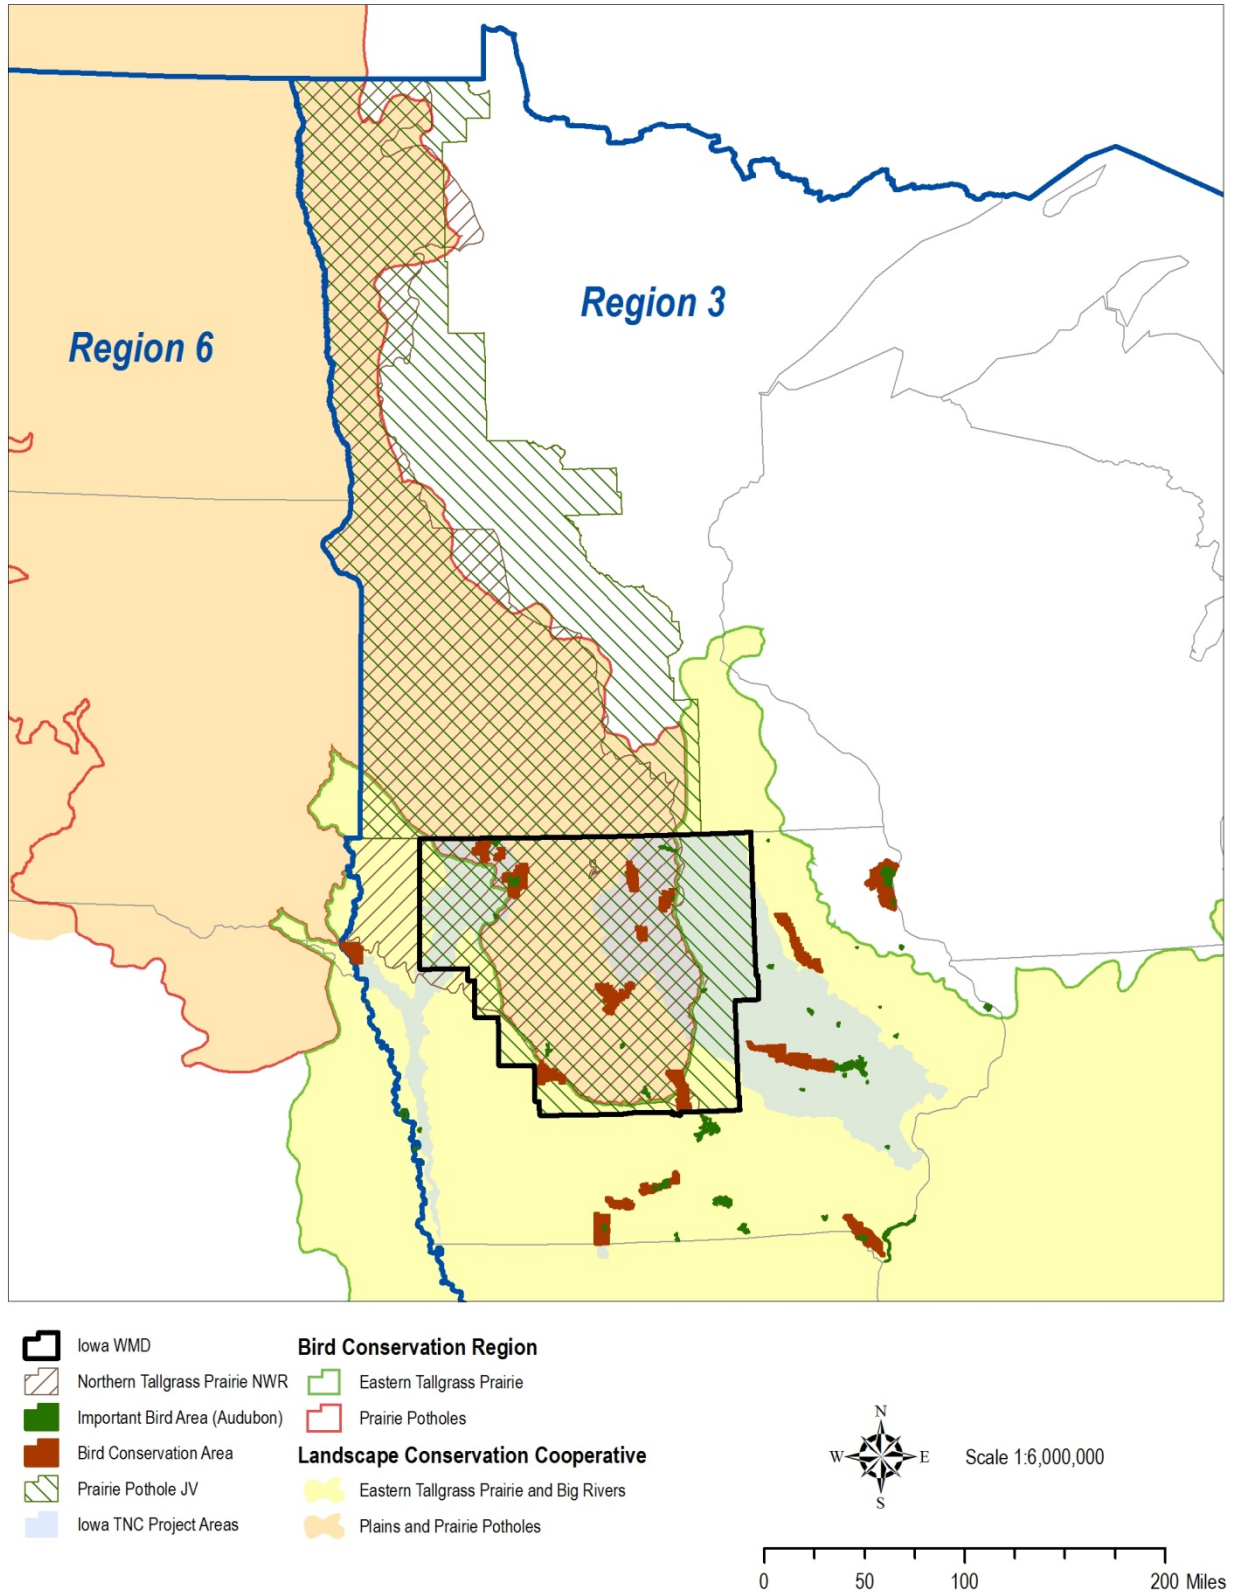 Region 3
Region 6
Iowa WMD
Northern Tallgrass Prairie NWR
Important Bird Area (Audubon)
Bird Conservation Area
Prairie Pothole JV
Iowa TNC Project Areas
Bird Conservation Region
Eastern Tallgrass Prairie
Prairie Potholes
Landscape Conservation Cooperative
Eastern Tallgrass Prairie and Big Rivers
Plains and Prairie Potholes
N
W E
S
Scale 1:6,000,000
0 50 100 200 Miles